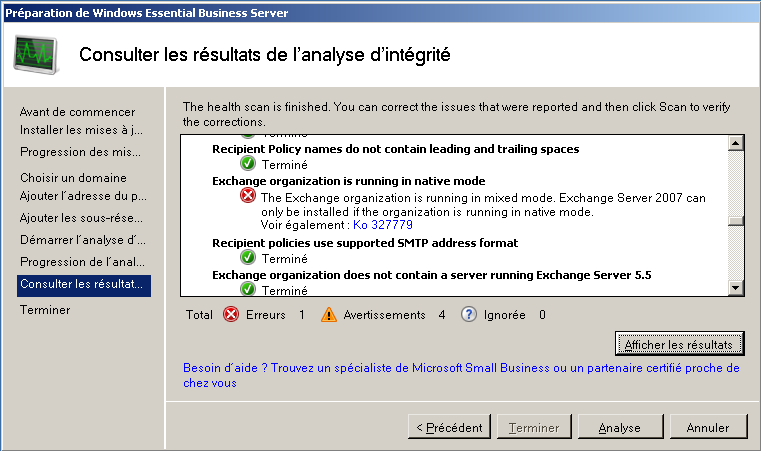 Préparation de Windows Essential Business Server
Consulter les résultats de l'analyse d'intégrité
Avant de commencer
Installer les mises à j...
Progression des mis...
Choisir un domaine
Ajouter l'adresse du p...
Ajouter les sous-rése...
Démarrer l'analyse d'...
Progression de l'anal...
Consulter les résultat...
Terminer
The health scan is finished. You can correct the issues that were reported and then click Scan to verify
the corrections.
Terminé
Recipient Policy names do not contain leading and trailing spaces
Terminé
Exchange organization is running in native mode
The Exchange organization is running in mixed mode. Exchange Server 2007 can
only be installed if the organization is running in native mode.
Voir également : Ko 327779
Recipient policies use supported SMTP address format
Terminé
Exchange organization does not contain a server running Exchange Server 5.5
Terminé
Total Erreurs 1 Avertissements 4 Ignorée 0
Afficher les résultats
Besoin d'aide ? Trouvez un spécialiste de Microsoft Small Business ou un partenaire certifié proche de
chez vous
< Précédent Terminer Analyse Annuler